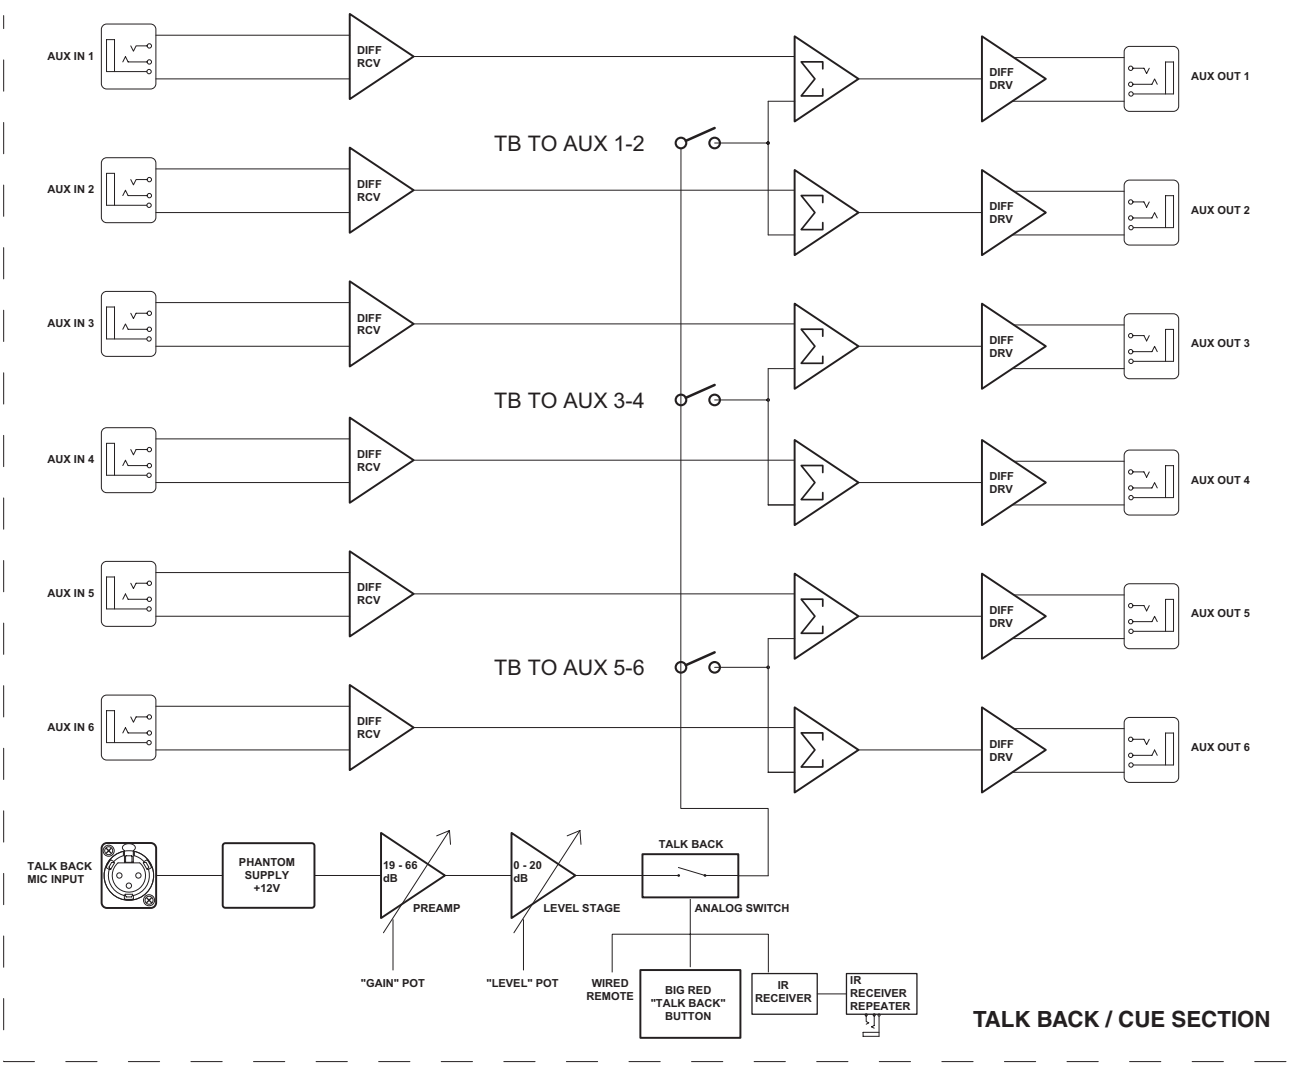 AUX IN 1
DIFF
RCV
DIFF
DRV
AUX OUT 1
TB TO AUX 1-2
AUX IN 2
DIFF
RCV
DIFF
DRV
AUX OUT 2
AUX IN 3
DIFF
RCV
DIFF
DRV
AUX OUT 3
TB TO AUX 3-4
AUX IN 4
DIFF
RCV
DIFF
DRV
AUX OUT 4
AUX IN 5
DIFF
RCV
DIFF
DRV
AUX OUT 5
TB TO AUX 5-6
AUX IN 6
DIFF
RCV
DIFF
DRV
AUX OUT 6
TALK BACK
MIC INPUT
PHANTOM
SUPPLY
+12V
19 - 66
dB
PREAMP
"GAIN" POT
0 - 20
dB
LEVEL STAGE
"LEVEL" POT
TALK BACK
ANALOG SWITCH
WIRED
REMOTE
BIG RED
"TALK BACK"
BUTTON
IR
RECEIVER
IR
RECEIVER
REPEATER
TALK BACK / CUE SECTION